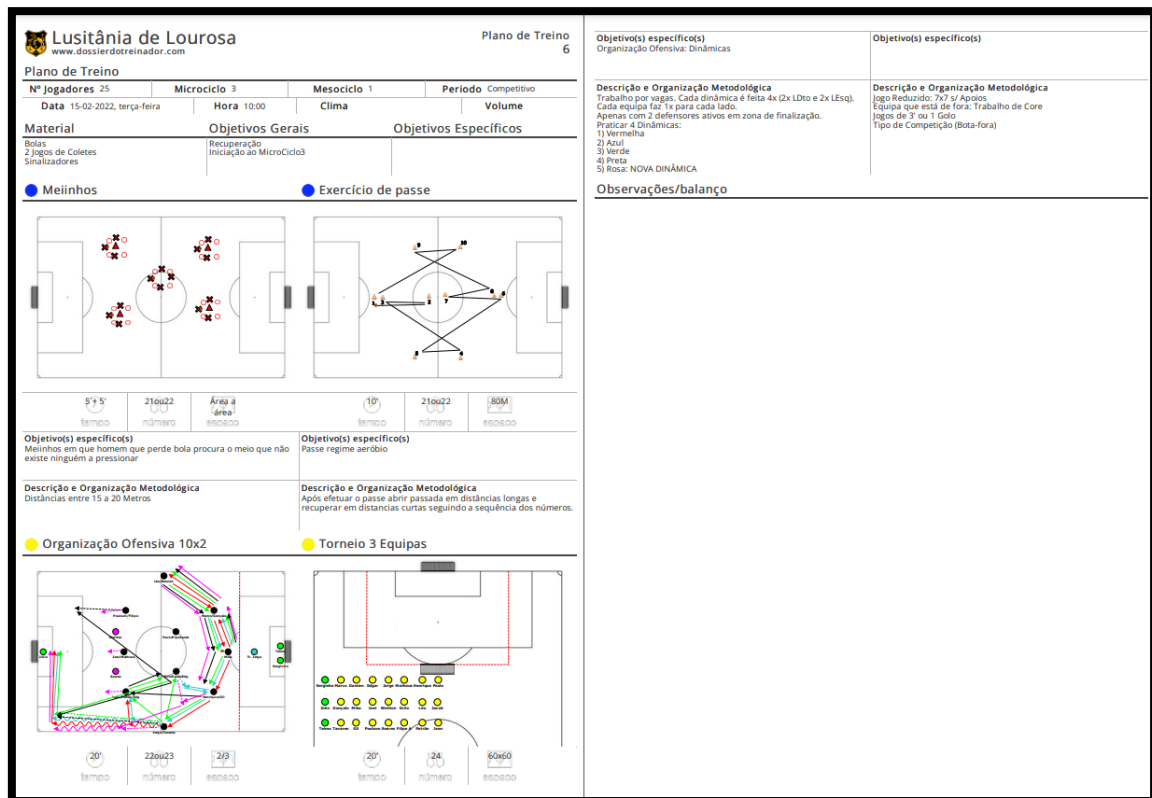 Lusitânia de Lourosa
www.dossierdotreinador.com
Plano de Treino
6
Plano de Treino
Nº Jogadores 25 Microciclo 3 Mesociclo 1 Periodo Competitivo
Data 15-02-2022, terça-feira Hora 10:00 Clima Volume
Material Objetivos Gerais Objetivos Específicos
Bolas Recuperação
2 Jogos de Coletes Iniciação ao MicroCiclo3
Sinalizadores
Meiinhos
Exercício de passe
5'+ 5' 21ou22 Área a
área
tempo número espaço
10' 21ou22 80M
tempo número espaço
Objetivo(s) específico(s)
Meiinhos em que homem que perde bola procura o meio que não
existe ninguém a pressionar
Objetivo(s) específico(s)
Passe regime aeróbio
Descrição e Organização Metodológica
Distâncias entre 15 a 20 Metros
Descrição e Organização Metodológica
Após efetuar o passe abrir passada em distâncias longas e
recuperar em distancias curtas seguindo a sequência dos números.
Organização Ofensiva 10x2
Torneio 3 Equipas
20' 22ou23 2/3
tempo número espaço
20' 24 60x60
tempo número espaço
Objetivo(s) específico(s)
Organização Ofensiva: Dinâmicas
Objetivo(s) específico(s)
Descrição e Organização Metodológica
Trabalho por vagas. Cada dinâmica é feita 4x (2x LDto e 2x LEsq).
Cada equipa faz 1x para cada lado.
Apenas com 2 defensores ativos em zona de finalização.
Praticar 4 Dinâmicas:
1) Vermelha
2) Azul
3) Verde
4) Preta
5) Rosa: NOVA DINÂMICA
Descrição e Organização Metodológica
Jogo Reduzido: 7x7 s/ Apoios
Equipa que está de fora: Trabalho de Core
Jogos de 3' ou 1 Golo
Tipo de Competição (Bota-fora)
Observações/balanço